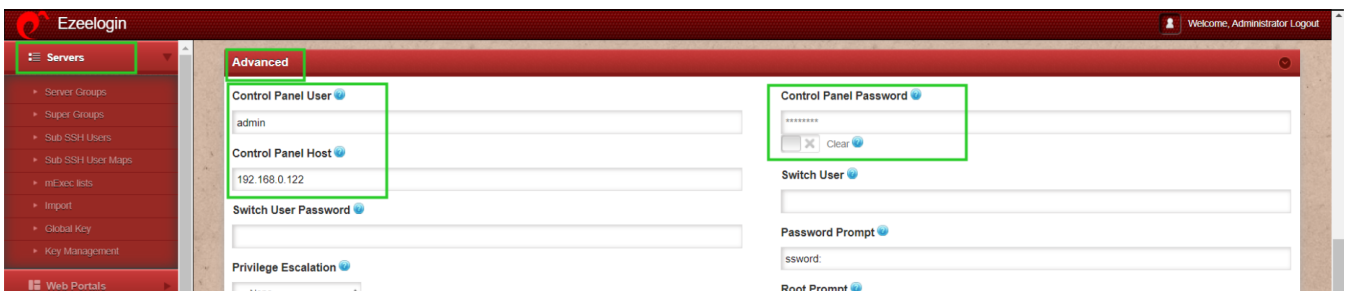 Ezeelogin
Welcome, Administrator Logout
Servers
Server Groups
Super Groups
Sub SSH Users
Sub SSH User Maps
mExec lists
Import
Global Key
Key Management
Web Portals
Advanced
Control Panel User
admin
Control Panel Host
192.168.0.122
Switch User Password
Privilege Escalation
Control Panel Password
********
Clear
Switch User
Password Prompt
ssword:
Root Prompt